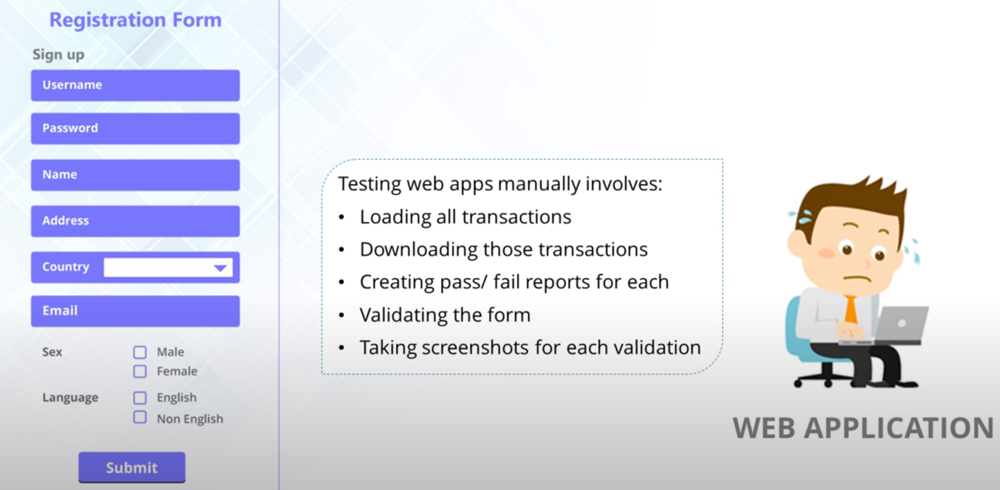 Registration Form
Sign up
Username
Password
Name
Address
Country
Email
Sex
Male
Female
Language
English
Non English
Submit
Testing web apps manually involves:
• Loading all transactions
• Downloading those transactions
• Creating pass/ fail reports for each
• Validating the form
• Taking screenshots for each validation
WEB APPLICATION